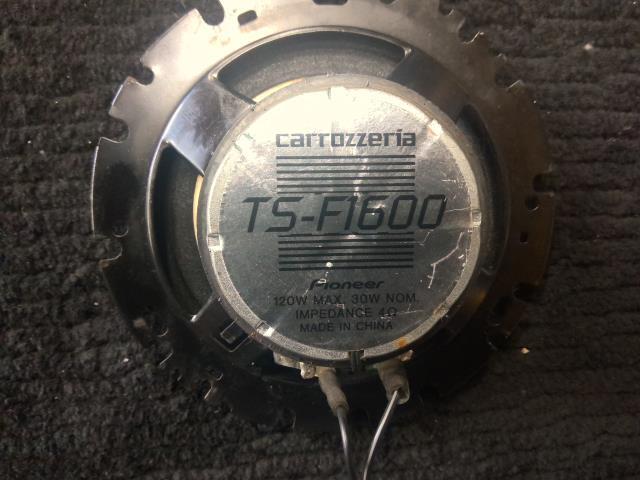 carrozzeria
TS-F1600
Pioneer
120W MAX. 30W NOM.
IMPEDANCE 4Ω
MADE IN CHINA